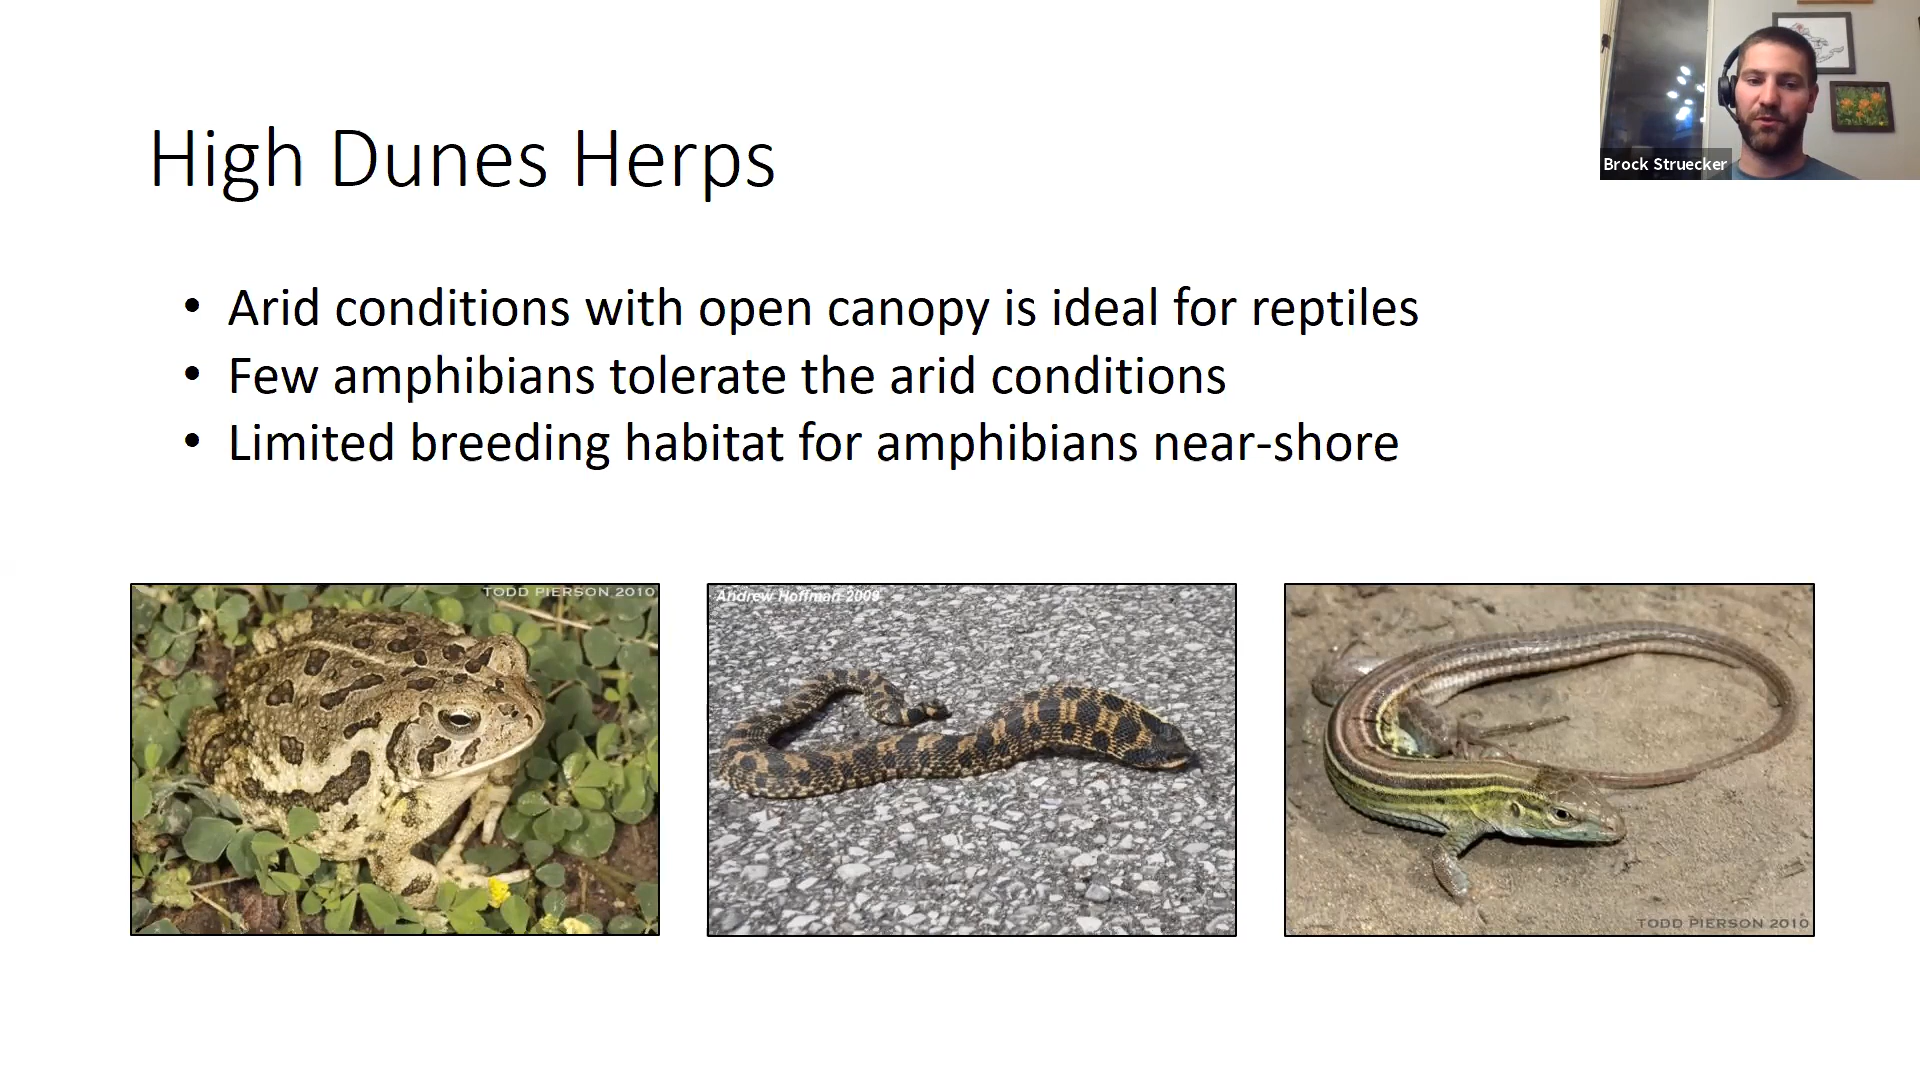 Brock Struecker
High Dunes Herps
• Arid conditions with open canopy is ideal for reptiles
• Few amphibians tolerate the arid conditions
• Limited breeding habitat for amphibians near-shore
TODD PIERSON 2010
Andrew Hoffman 2009
TODD PIERSON 2010